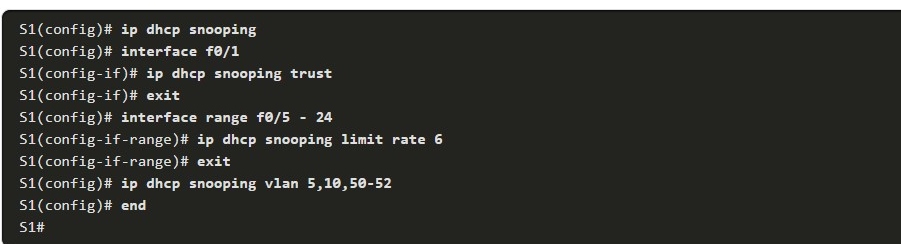 S1(config)# ip dhcp snooping
S1(config)# interface f0/1
S1(config-if)# ip dhcp snooping trust
S1(config-if)# exit
S1(config)# interface range f0/5 - 24
S1(config-if-range)# ip dhcp snooping limit rate 6
S1(config-if-range)# exit
S1(config)# ip dhcp snooping vlan 5,10,50-52
S1(config)# end
S1#